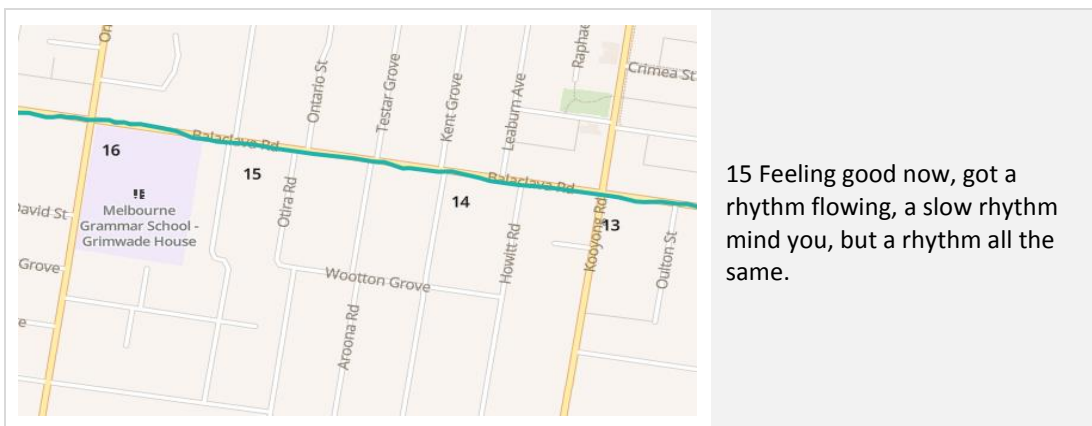 On
Raphae
Crimea St
Ontario St
Testar Grove
Kent Grove
Leaburn Ave
Balaclava Rd
16
15
14
13
Balaclava Rd
Melbourne
Grammar School -
Grimwade House
David St
Otira Rd
Howitt Rd
Kooyong Rd
Oulton St
Grove
Wootton Grove
Aroona Rd
e
15 Feeling good now, got a
rhythm flowing, a slow rhythm
mind you, but a rhythm all the
same.